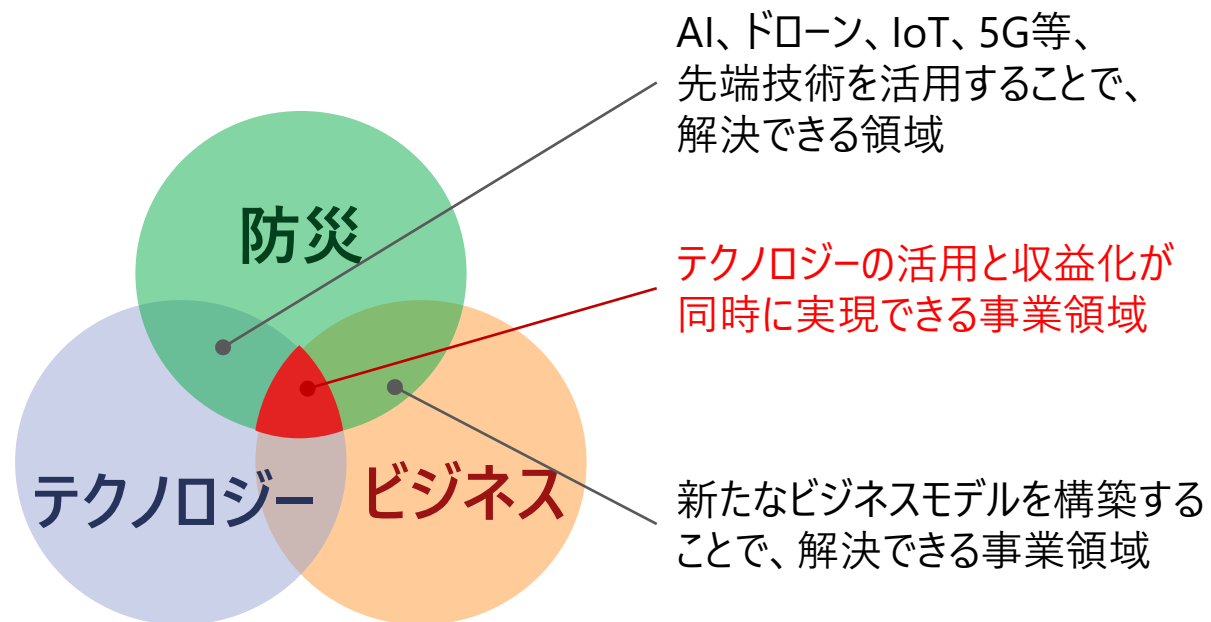 AI、ドローン、IoT、5G等、
先端技術を活用することで、
解決できる領域
防災
テクノロジーの活用と収益化が
同時に実現できる事業領域
テクノロジー
ビジネス
新たなビジネスモデルを構築する
ことで、解決できる事業領域